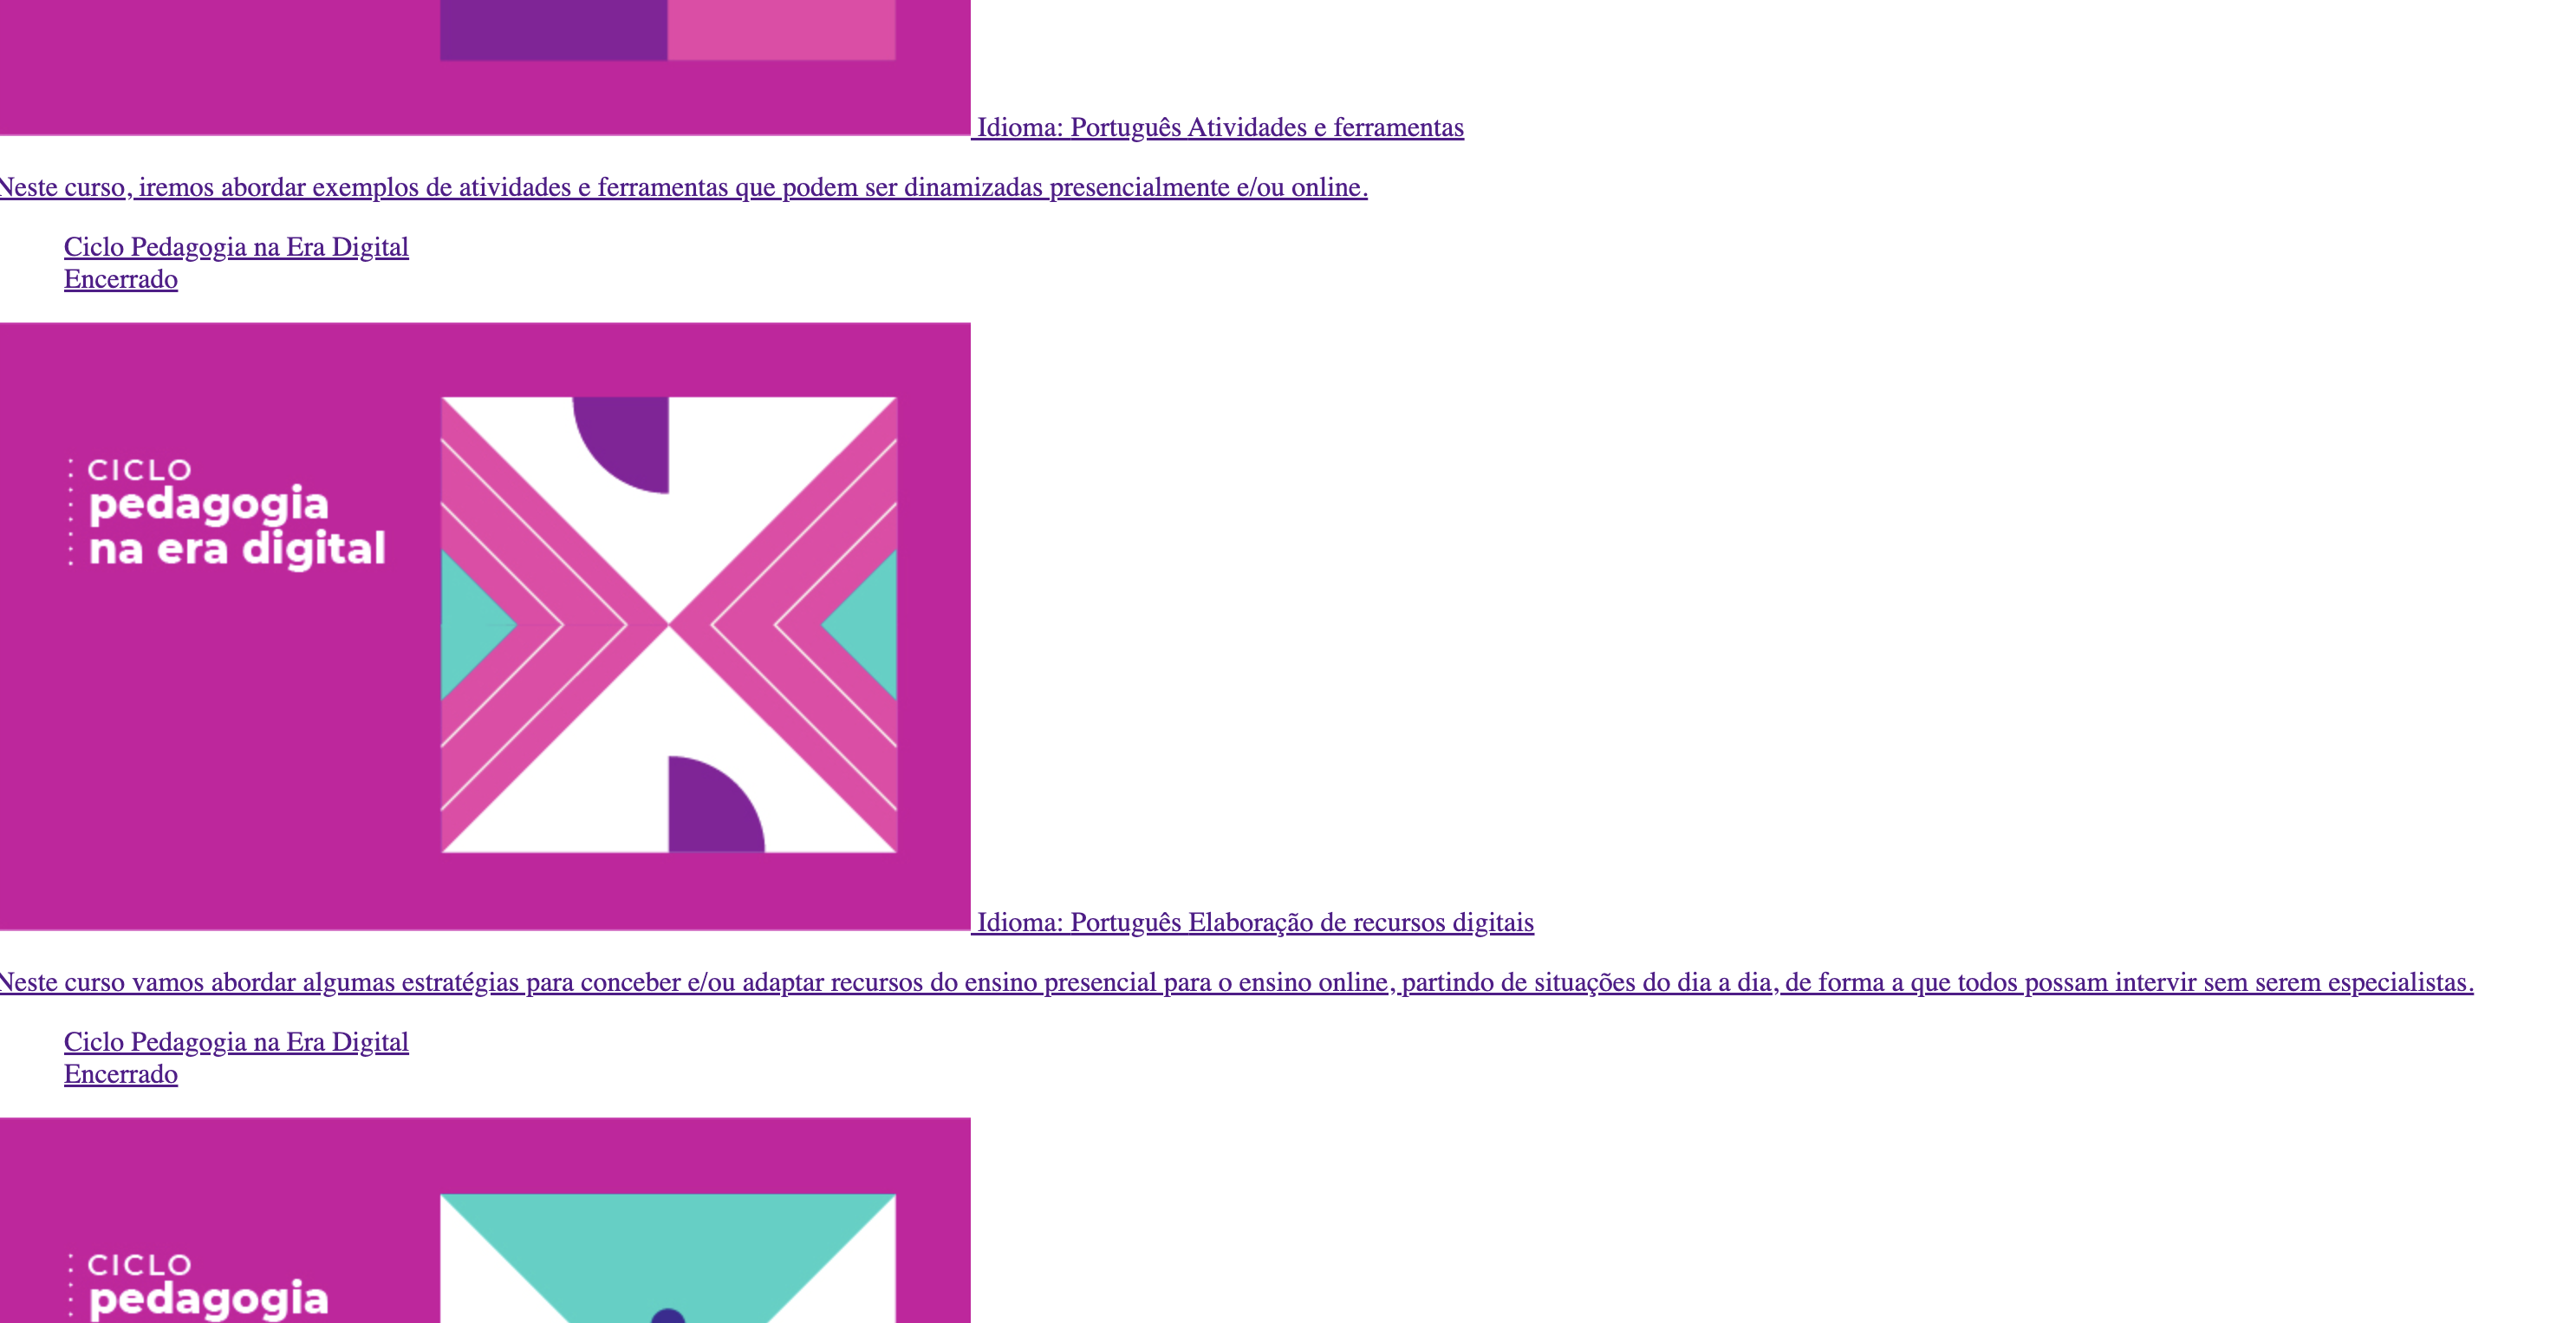 Idioma: Português Atividades e ferramentas
Neste curso, iremos abordar exemplos de atividades e ferramentas que podem ser dinamizadas presencialmente e/ou online.
Ciclo Pedagogia na Era Digital
Encerrado
CICLO
pedagogia
na era digital
Idioma: Português Elaboração de recursos digitais
Neste curso vamos abordar algumas estratégias para conceber e/ou adaptar recursos do ensino presencial para o ensino online, partindo de situações do dia a dia, de forma a que todos possam intervir sem serem especialistas.
Ciclo Pedagogia na Era Digital
Encerrado
CICLO
pedagogia